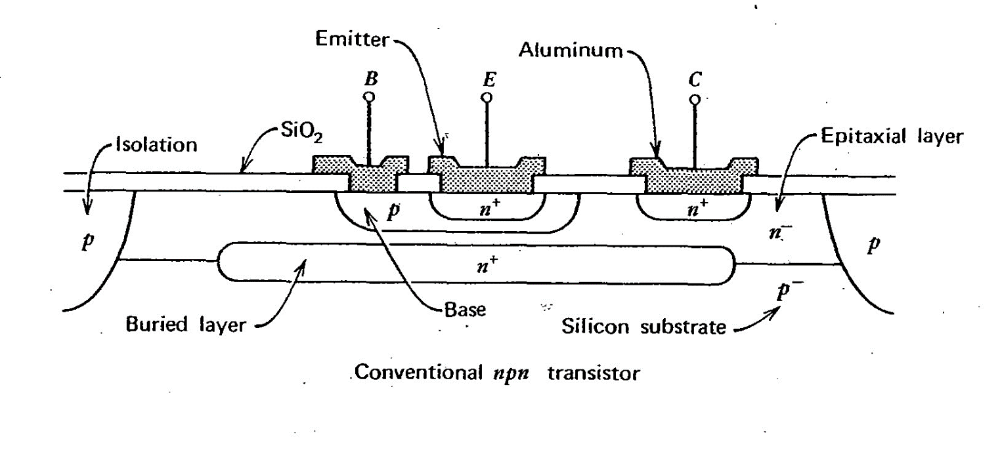 Emitter
Aluminum
B
E
C
SiO₂
Isolation
Epitaxial layer
p
n⁺
n⁺
n⁻
p
p
n⁺
p⁻
Base
Buried layer
Silicon substrate
Conventional npn transistor